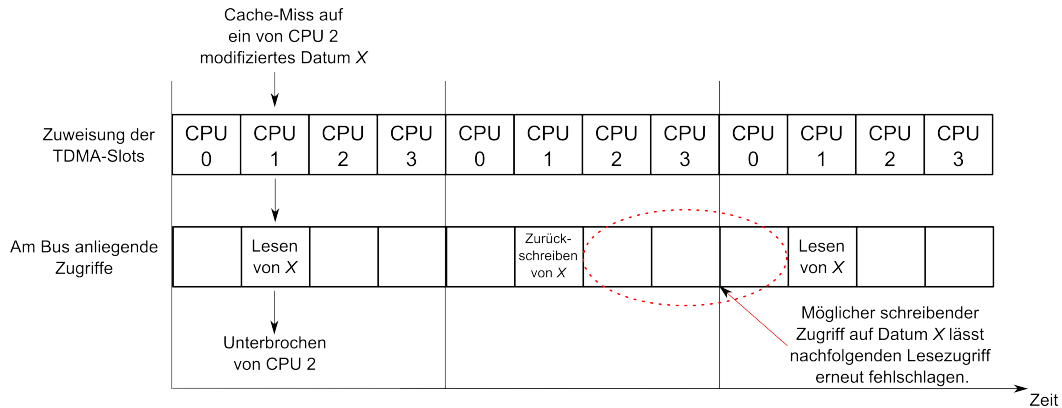 Cache-Miss auf
ein von CPU 2
modifiziertes Datum X
Zuweisung der
TDMA-Slots
CPU 0
CPU 1
CPU 2
CPU 3
CPU 0
CPU 1
CPU 2
CPU 3
CPU 0
CPU 1
CPU 2
CPU 3
Am Bus anliegende
Zugriffe
Lesen
von X
Zurück-
schreiben
von X
Lesen
von X
Unterbrochen
von CPU 2
Möglicher schreibender
Zugriff auf Datum X lässt
nachfolgenden Lesezugriff
erneut fehlschlagen.
Zeit